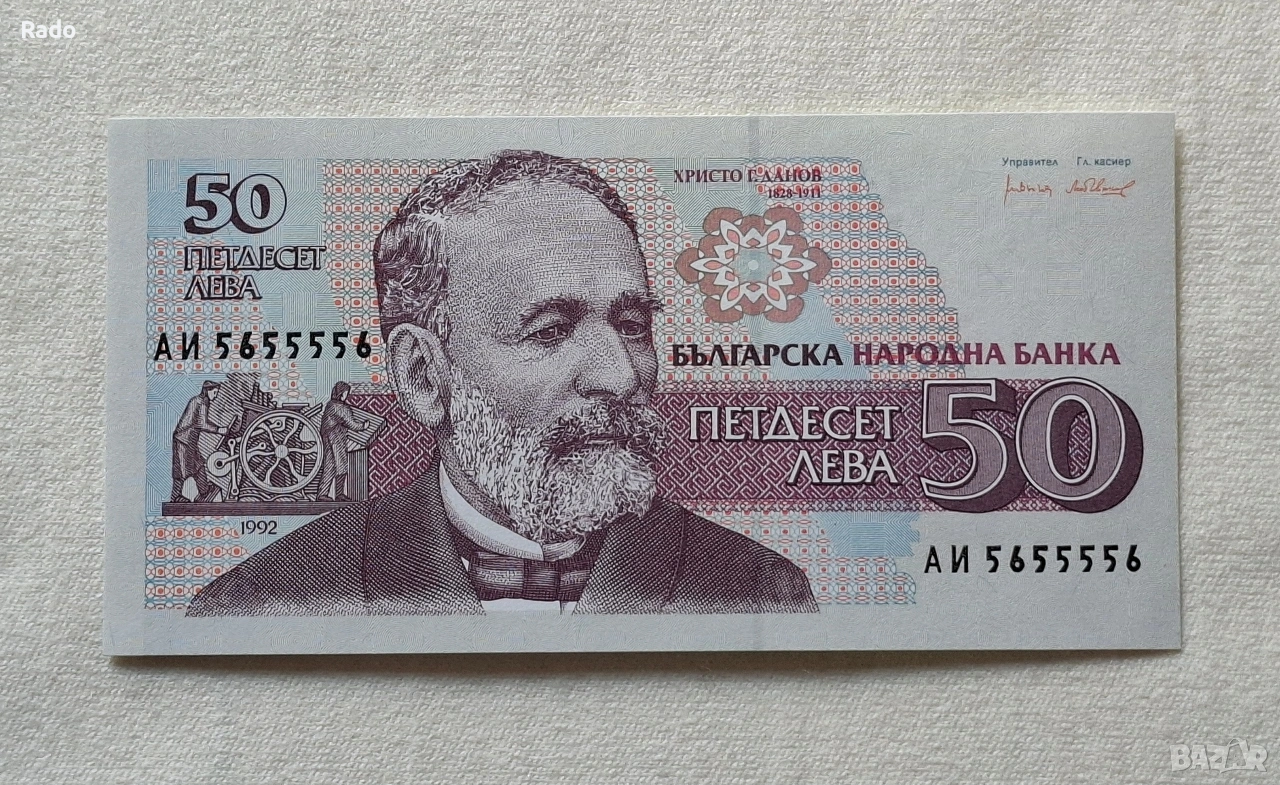 Rado
ХРИСТО Г. ДАНОВ
1828-1911
Управител Гл. касиер
50
ПЕТДЕСЕТ
ЛЕВА
АИ 5655556
БЪЛГАРСКА НАРОДНА БАНКА
ПЕТДЕСЕТ
ЛЕВА
50
1992
АИ 5655556
BAZAR